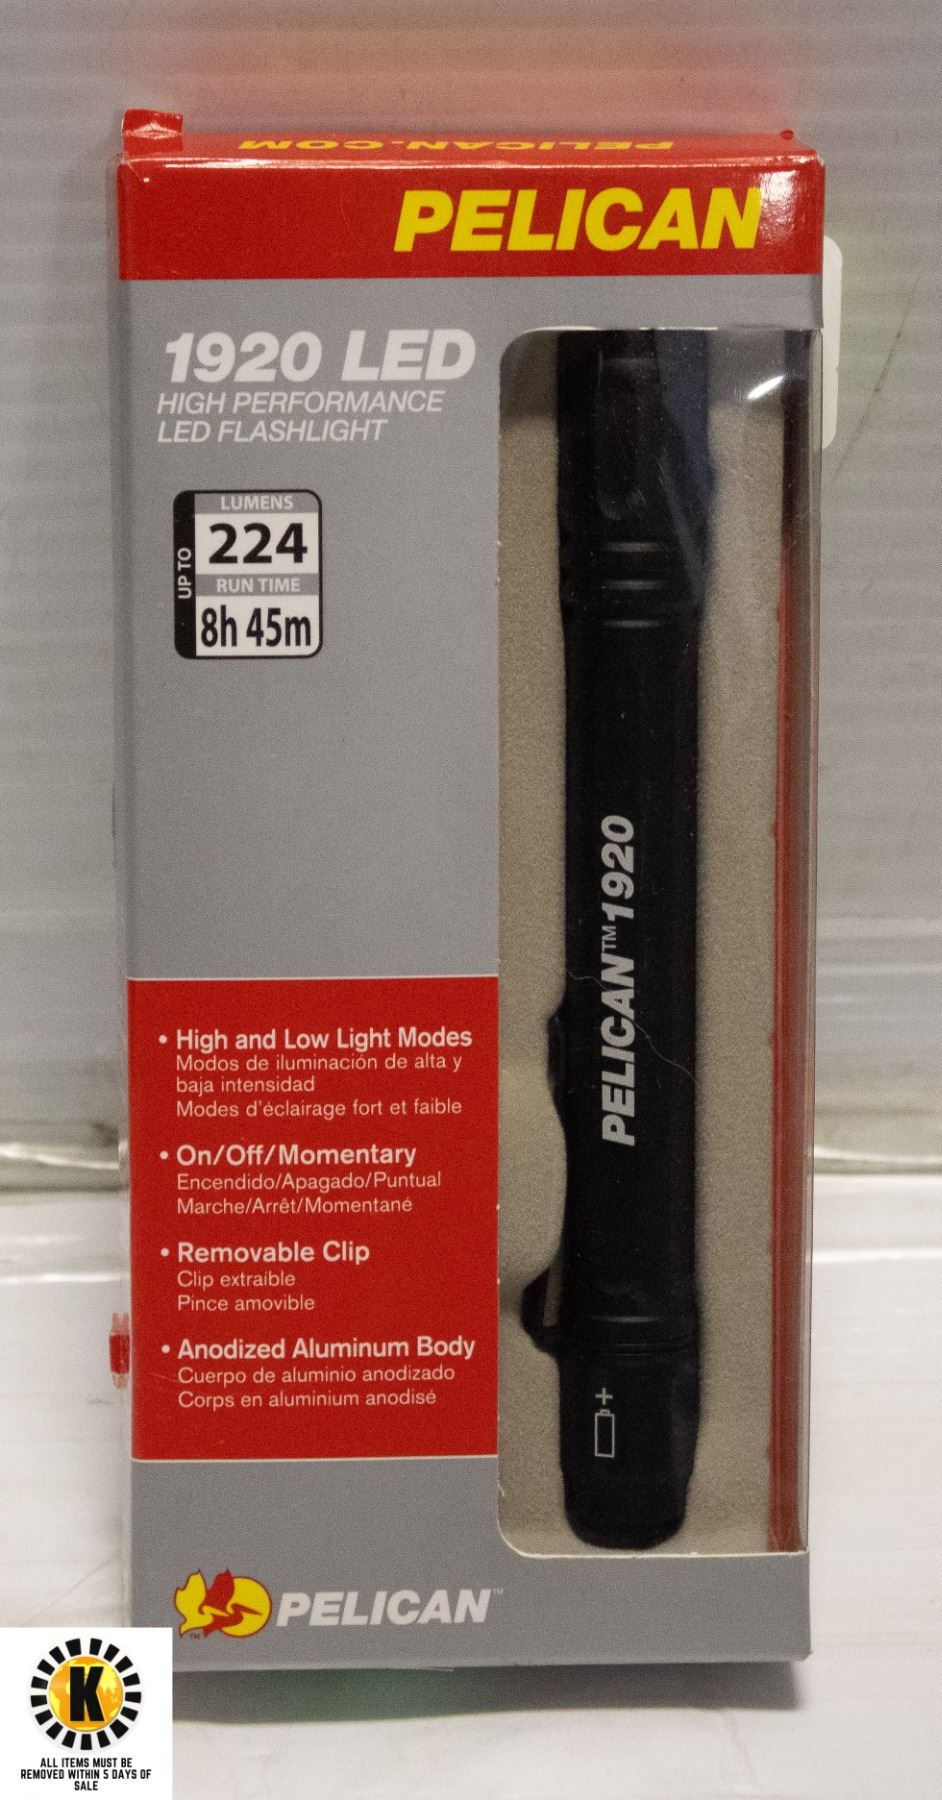 PELICAN.COM
PELICAN
1920 LED
HIGH PERFORMANCE
LED FLASHLIGHT
UP TO
LUMENS
224
RUN TIME
8h 45m
PELICAN™1920
• High and Low Light Modes
Modos de iluminación de alta y
baja intensidad
Modes d'éclairage fort et faible
• On/Off/Momentary
Encendido/Apagado/Puntual
Marche/Arrêt/Momentané
• Removable Clip
Clip extraíble
Pince amovible
• Anodized Aluminum Body
Cuerpo de aluminio anodizado
Corps en aluminium anodisé
+
TM
PELICAN™
K
ALL ITEMS MUST BE
REMOVED WITHIN 5 DAYS OF
SALE